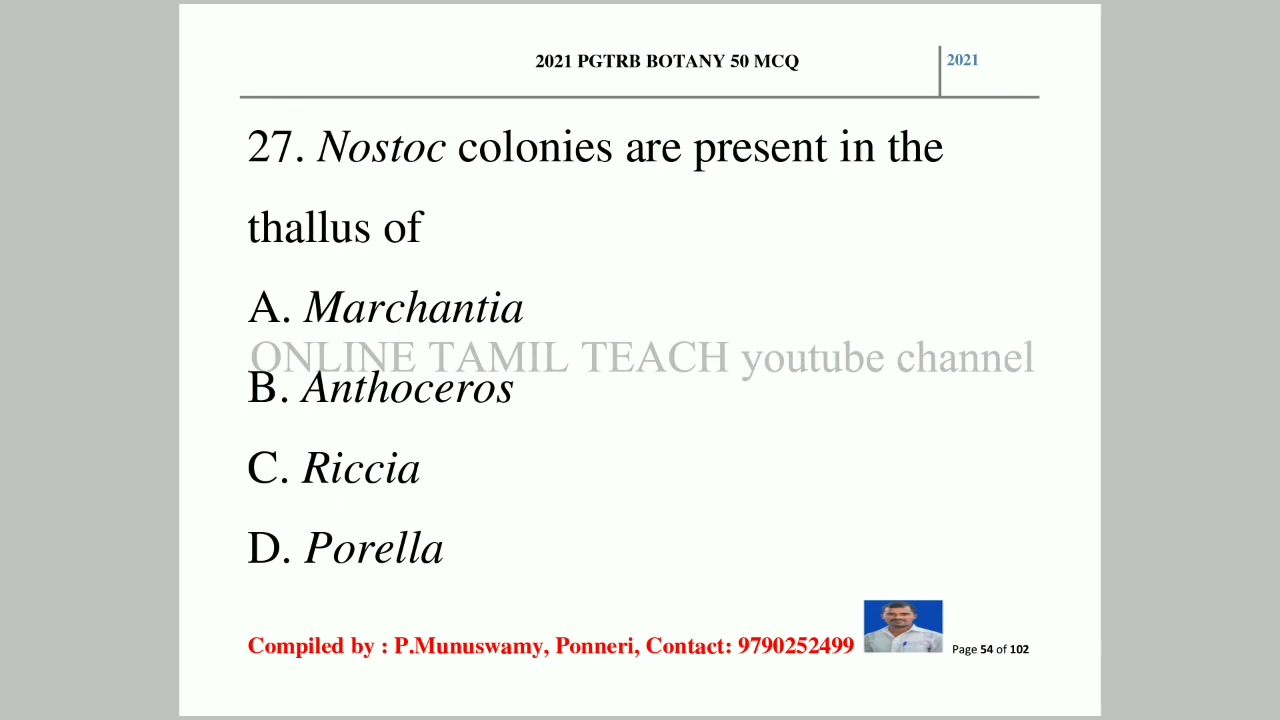 2021 PGTRB BOTANY 50 MCQ 2021
27. Nostoc colonies are present in the
thallus of
A. Marchantia
ONLINE TAMIL TEACH youtube channel
B. Anthoceros
C. Riccia
D. Porella
Compiled by : P.Munuswamy, Ponneri, Contact: 9790252499 Page 54 of 102